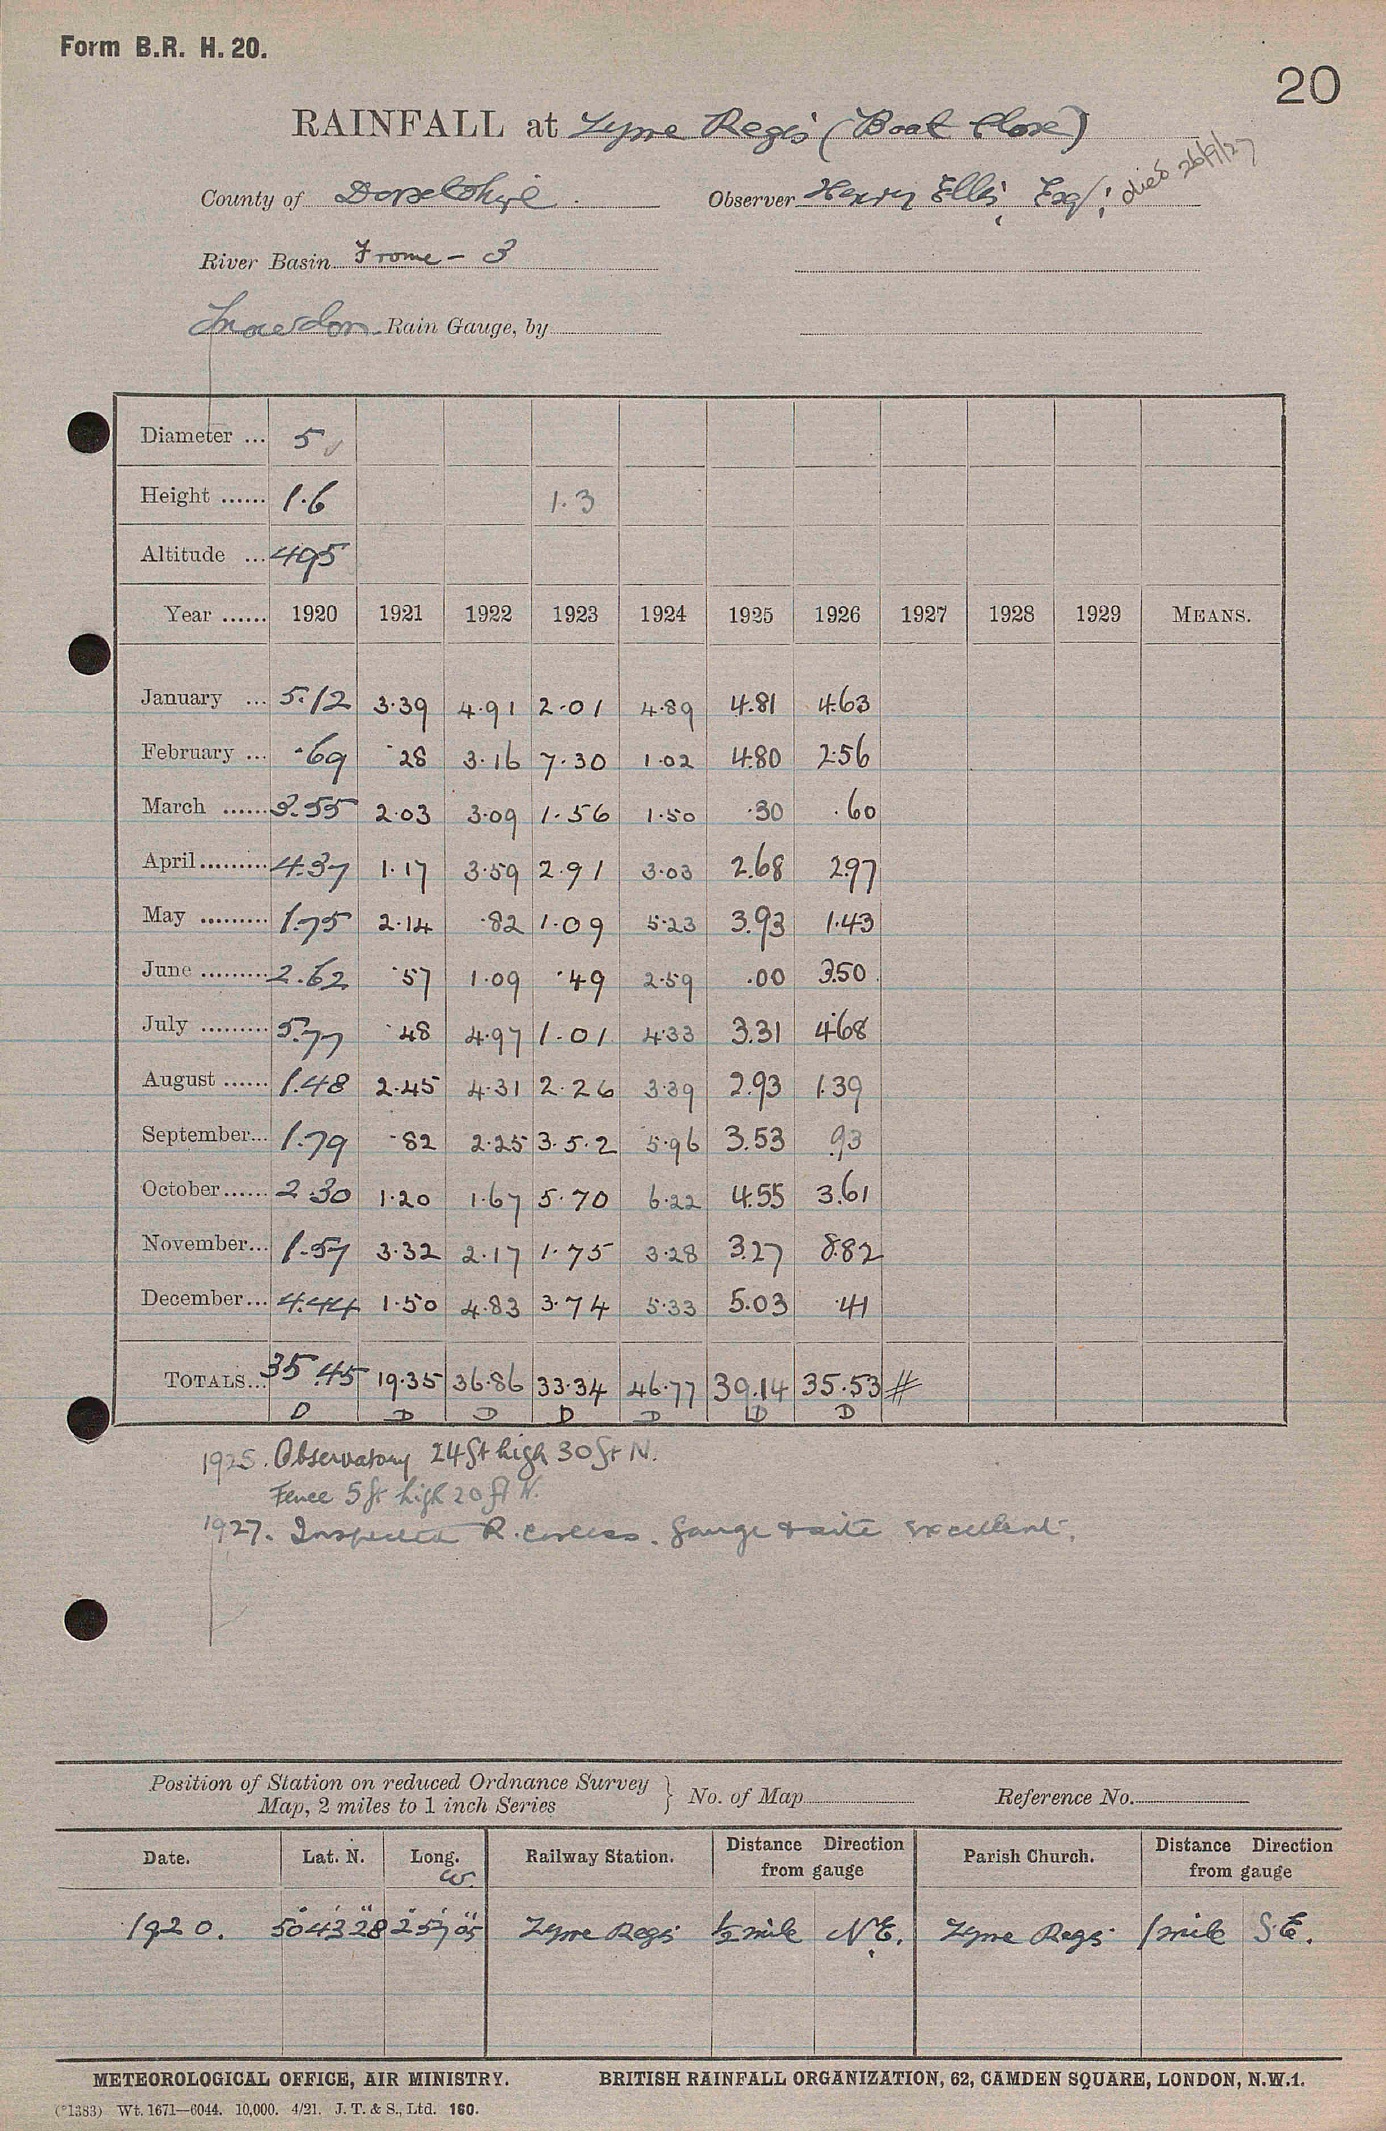 Form B.R. H. 20.
20
RAINFALL at Lyme Regis (Boat Close)
County of Dorsetshire. Observer Henry Ellis, Esq; died 26/9/27
River Basin Frome - 3
Snowdon Rain Gauge, by
Diameter ... 5
Height ...... 1.6 1.3
Altitude ... 495
Year ...... 1920 1921 1922 1923 1924 1925 1926 1927 1928 1929 MEANS.
January ... 5.12 3.39 4.91 2.01 4.89 4.81 4.63
February ... .69 .28 3.16 7.30 1.02 4.80 2.56
March ...... 3.55 2.03 3.09 1.56 1.50 .30 .60
April ......... 4.37 1.17 3.59 2.91 3.03 2.68 2.97
May ......... 1.75 2.14 .82 1.09 5.23 3.93 1.43
June ......... 2.62 .57 1.09 .49 2.59 .00 3.50
July ......... 5.77 .48 4.97 1.01 4.33 3.31 4.68
August ...... 1.48 2.45 4.31 2.26 3.39 2.93 1.39
September... 1.79 .82 2.25 3.52 5.96 3.53 .93
October...... 2.30 1.20 1.67 5.70 6.22 4.55 3.61
November... 1.57 3.32 2.17 1.75 3.28 3.27 8.82
December... 4.44 1.50 4.83 3.74 5.33 5.03 .41
TOTALS... 35.45 19.35 36.86 33.34 46.77 39.14 35.53 #
D D D D D D D
1925. Observatory 24ft high 30ft N.
Fence 5ft high 20ft N.
1927. Inspected R. Corless. Gauge & site excellent.
Position of Station on reduced Ordnance Survey
Map, 2 miles to 1 inch Series } No. of Map Reference No.
Date. Lat. N. Long. W. Railway Station. Distance from gauge Direction Parish Church. Distance from gauge Direction
1920. 50° 43' 28" 2° 57' 05" Lyme Regis ½ mile N.E. Lyme Regis 1 mile S.E.
METEOROLOGICAL OFFICE, AIR MINISTRY. BRITISH RAINFALL ORGANIZATION, 62, CAMDEN SQUARE, LONDON, N.W.1.
(*1383) Wt. 1671—6044. 10,000. 4/21. J. T. & S., Ltd. 160.